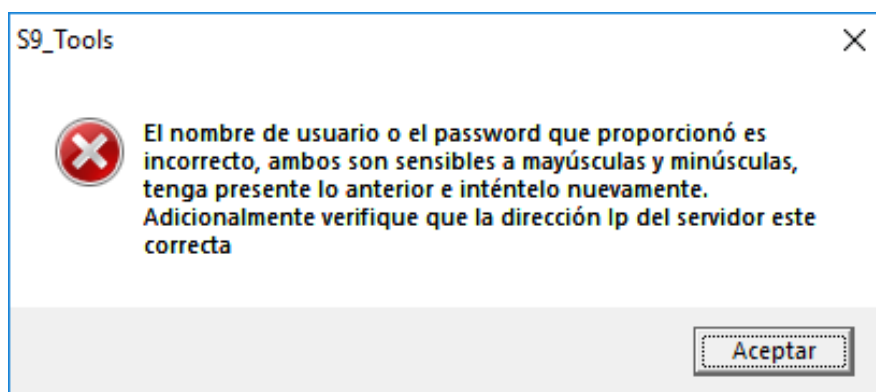 S9_Tools
El nombre de usuario o el password que proporcionó es
incorrecto, ambos son sensibles a mayúsculas y minúsculas,
tenga presente lo anterior e inténtelo nuevamente.
Adicionalmente verifique que la dirección Ip del servidor este
correcta
Aceptar